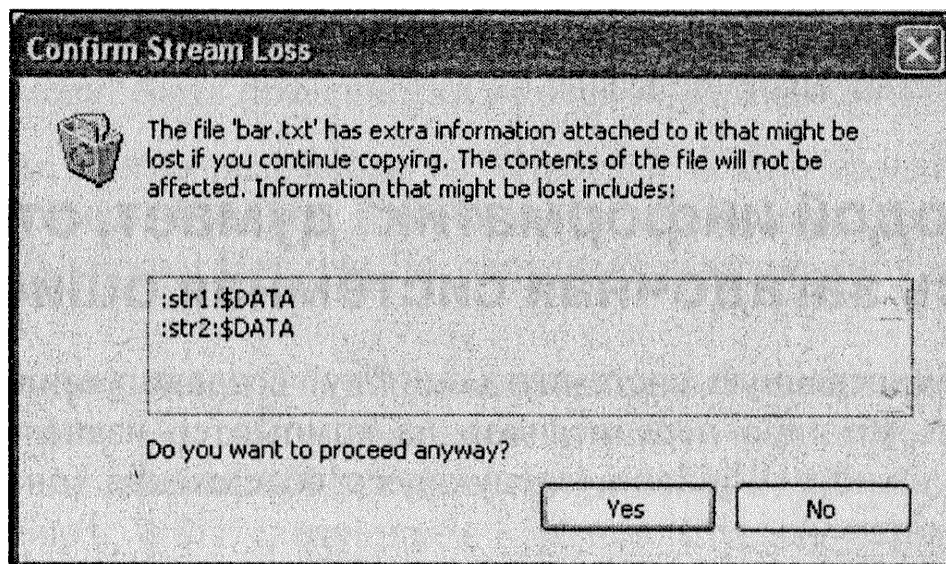 Confirm Stream Loss
The file 'bar.txt' has extra information attached to it that might be
lost if you continue copying. The contents of the file will not be
affected. Information that might be lost includes:
:str1:$DATA
:str2:$DATA
Do you want to proceed anyway?
Yes
No